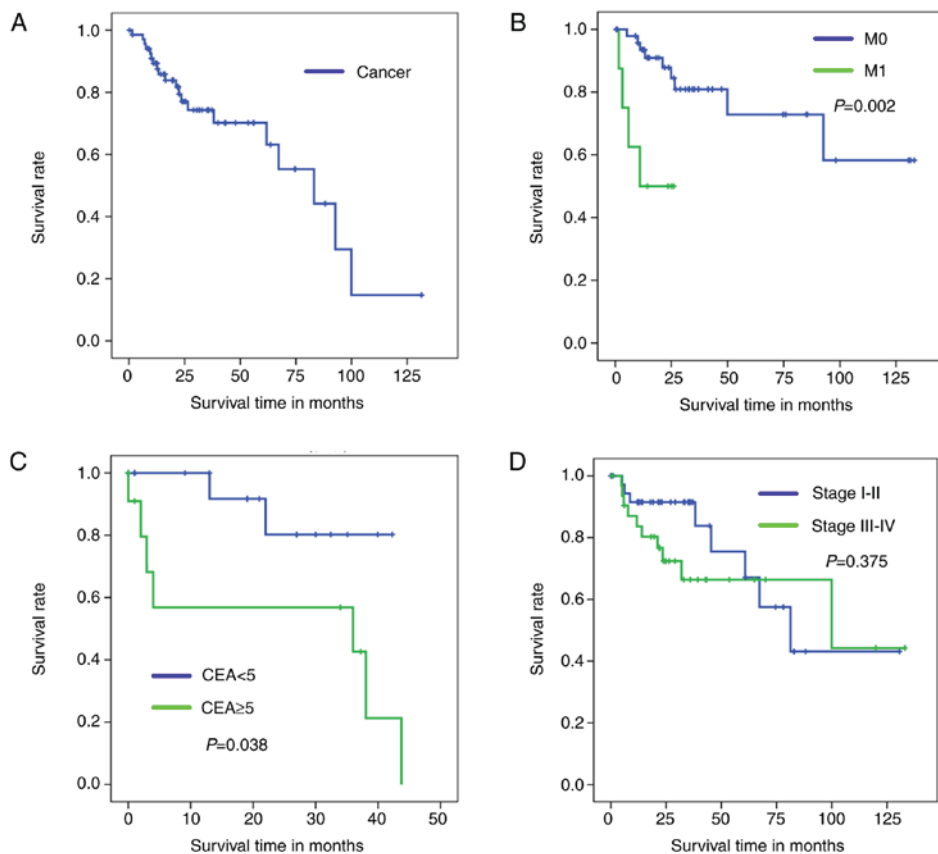 A
1.0
0.8
0.6
0.4
0.2
0.0
Survival rate
Cancer
0 25 50 75 100 125
Survival time in months
B
1.0
0.8
0.6
0.4
0.2
0.0
Survival rate
M0
M1
P=0.002
0 25 50 75 100 125
Survival time in months
C
1.0
0.8
0.6
0.4
0.2
0.0
Survival rate
CEA<5
CEA≥5
P=0.038
0 10 20 30 40 50
Survival time in months
D
1.0
0.8
0.6
0.4
0.2
0.0
Survival rate
Stage I-II
Stage III-IV
P=0.375
0 25 50 75 100 125
Survival time in months